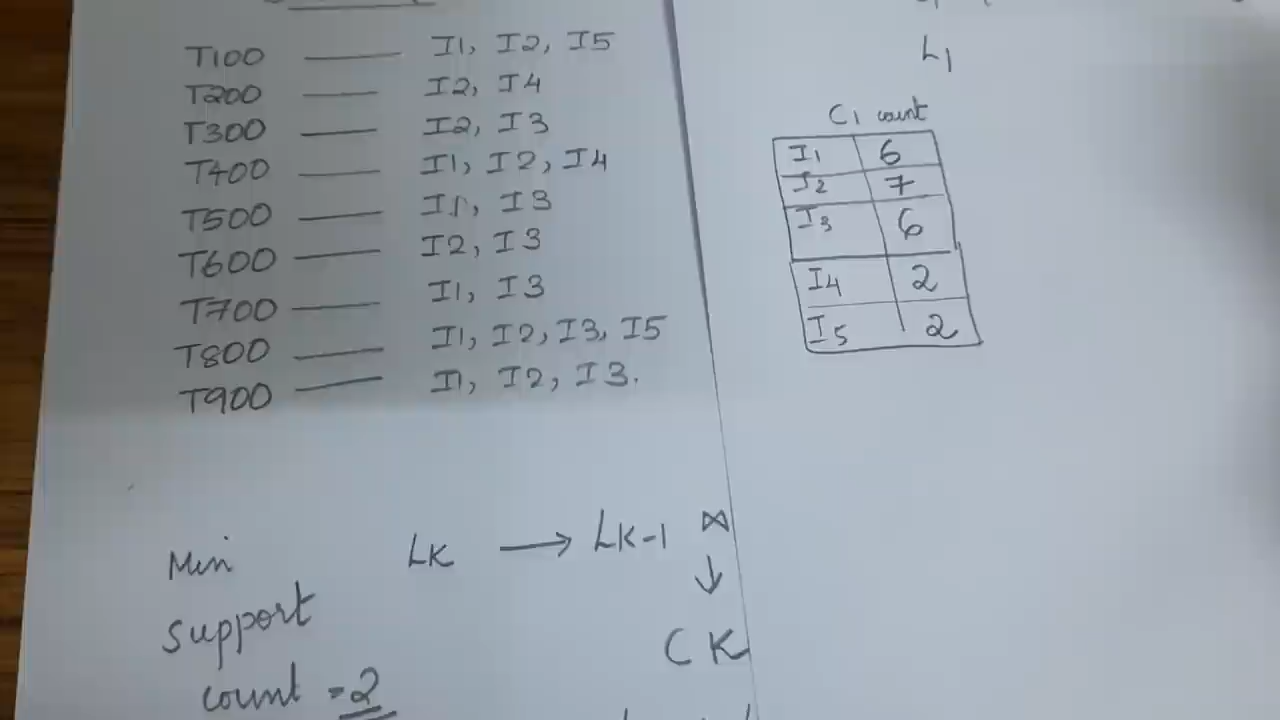 T100 —— I1, I2, I5
T200 —— I2, I4
T300 —— I2, I3
T400 —— I1, I2, I4
T500 —— I1, I3
T600 —— I2, I3
T700 —— I1, I3
T800 —— I1, I2, I3, I5
T900 —— I1, I2, I3.
Min
support
count = 2
LK → LK-1 ⋈
↓
CK
L1
C1 count
I1 6
I2 7
I3 6
I4 2
I5 2